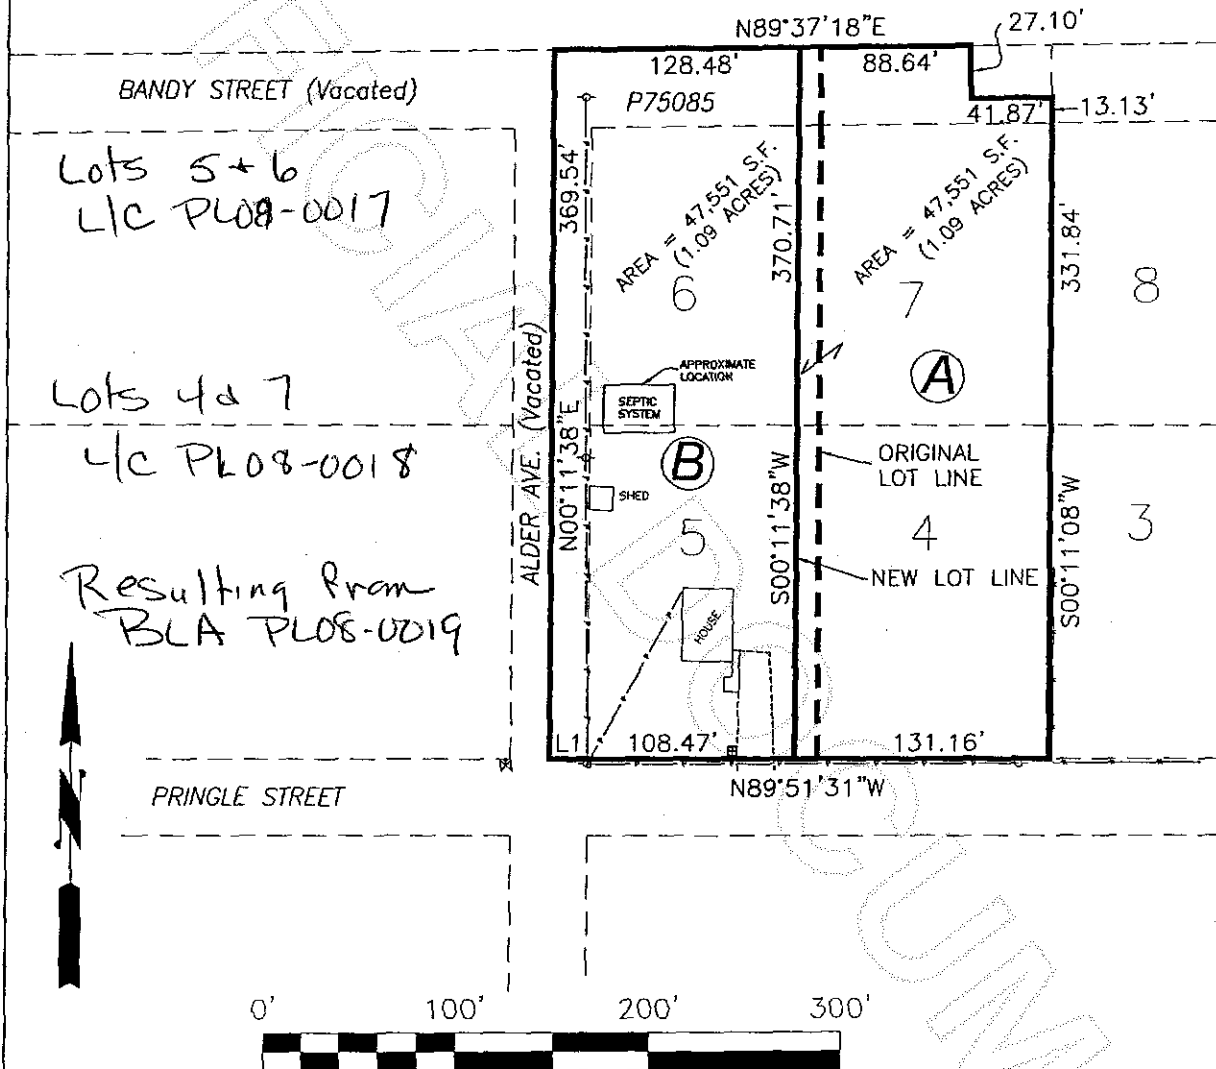 N89°37'18"E
27.10'
128.48'
88.64'
BANDY STREET (Vacated)
P75085
41.87'
13.13'
Lots 5 + 6
L/C PL08-0017
369.54'
AREA = 47,551 S.F.
(1.09 ACRES)
370.71'
AREA = 47,551 S.F.
(1.09 ACRES)
331.84'
6
7
8
ALDER AVE. (Vacated)
N00°11'38"E
APPROXIMATE
LOCATION
SEPTIC
SYSTEM
A
Lots 4 & 7
L/C PL08-0018
B
S00°11'38"W
ORIGINAL
LOT LINE
S00°11'08"W
SHED
5
4
3
NEW LOT LINE
Resulting from
BLA PL08-0019
HOUSE
L1
108.47'
131.16'
N89°51'31"W
PRINGLE STREET
N
0'
100'
200'
300'
FICIAL DOCUM